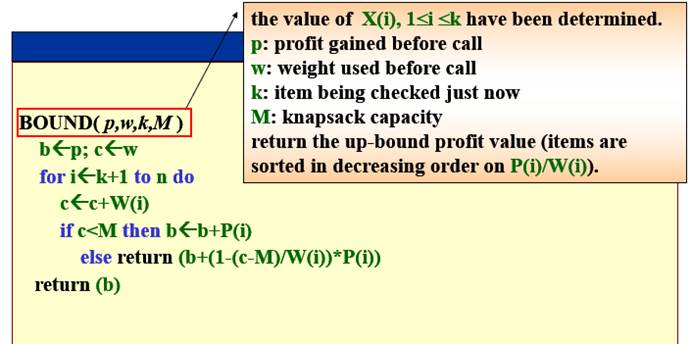 the value of X(i), 1≤i ≤k have been determined.
p: profit gained before call
w: weight used before call
k: item being checked just now
M: knapsack capacity
return the up-bound profit value (items are
sorted in decreasing order on P(i)/W(i)).
BOUND( p,w,k,M )
b←p; c←w
for i←k+1 to n do
c←c+W(i)
if c<M then b←b+P(i)
else return (b+(1-(c-M)/W(i))*P(i))
return (b)